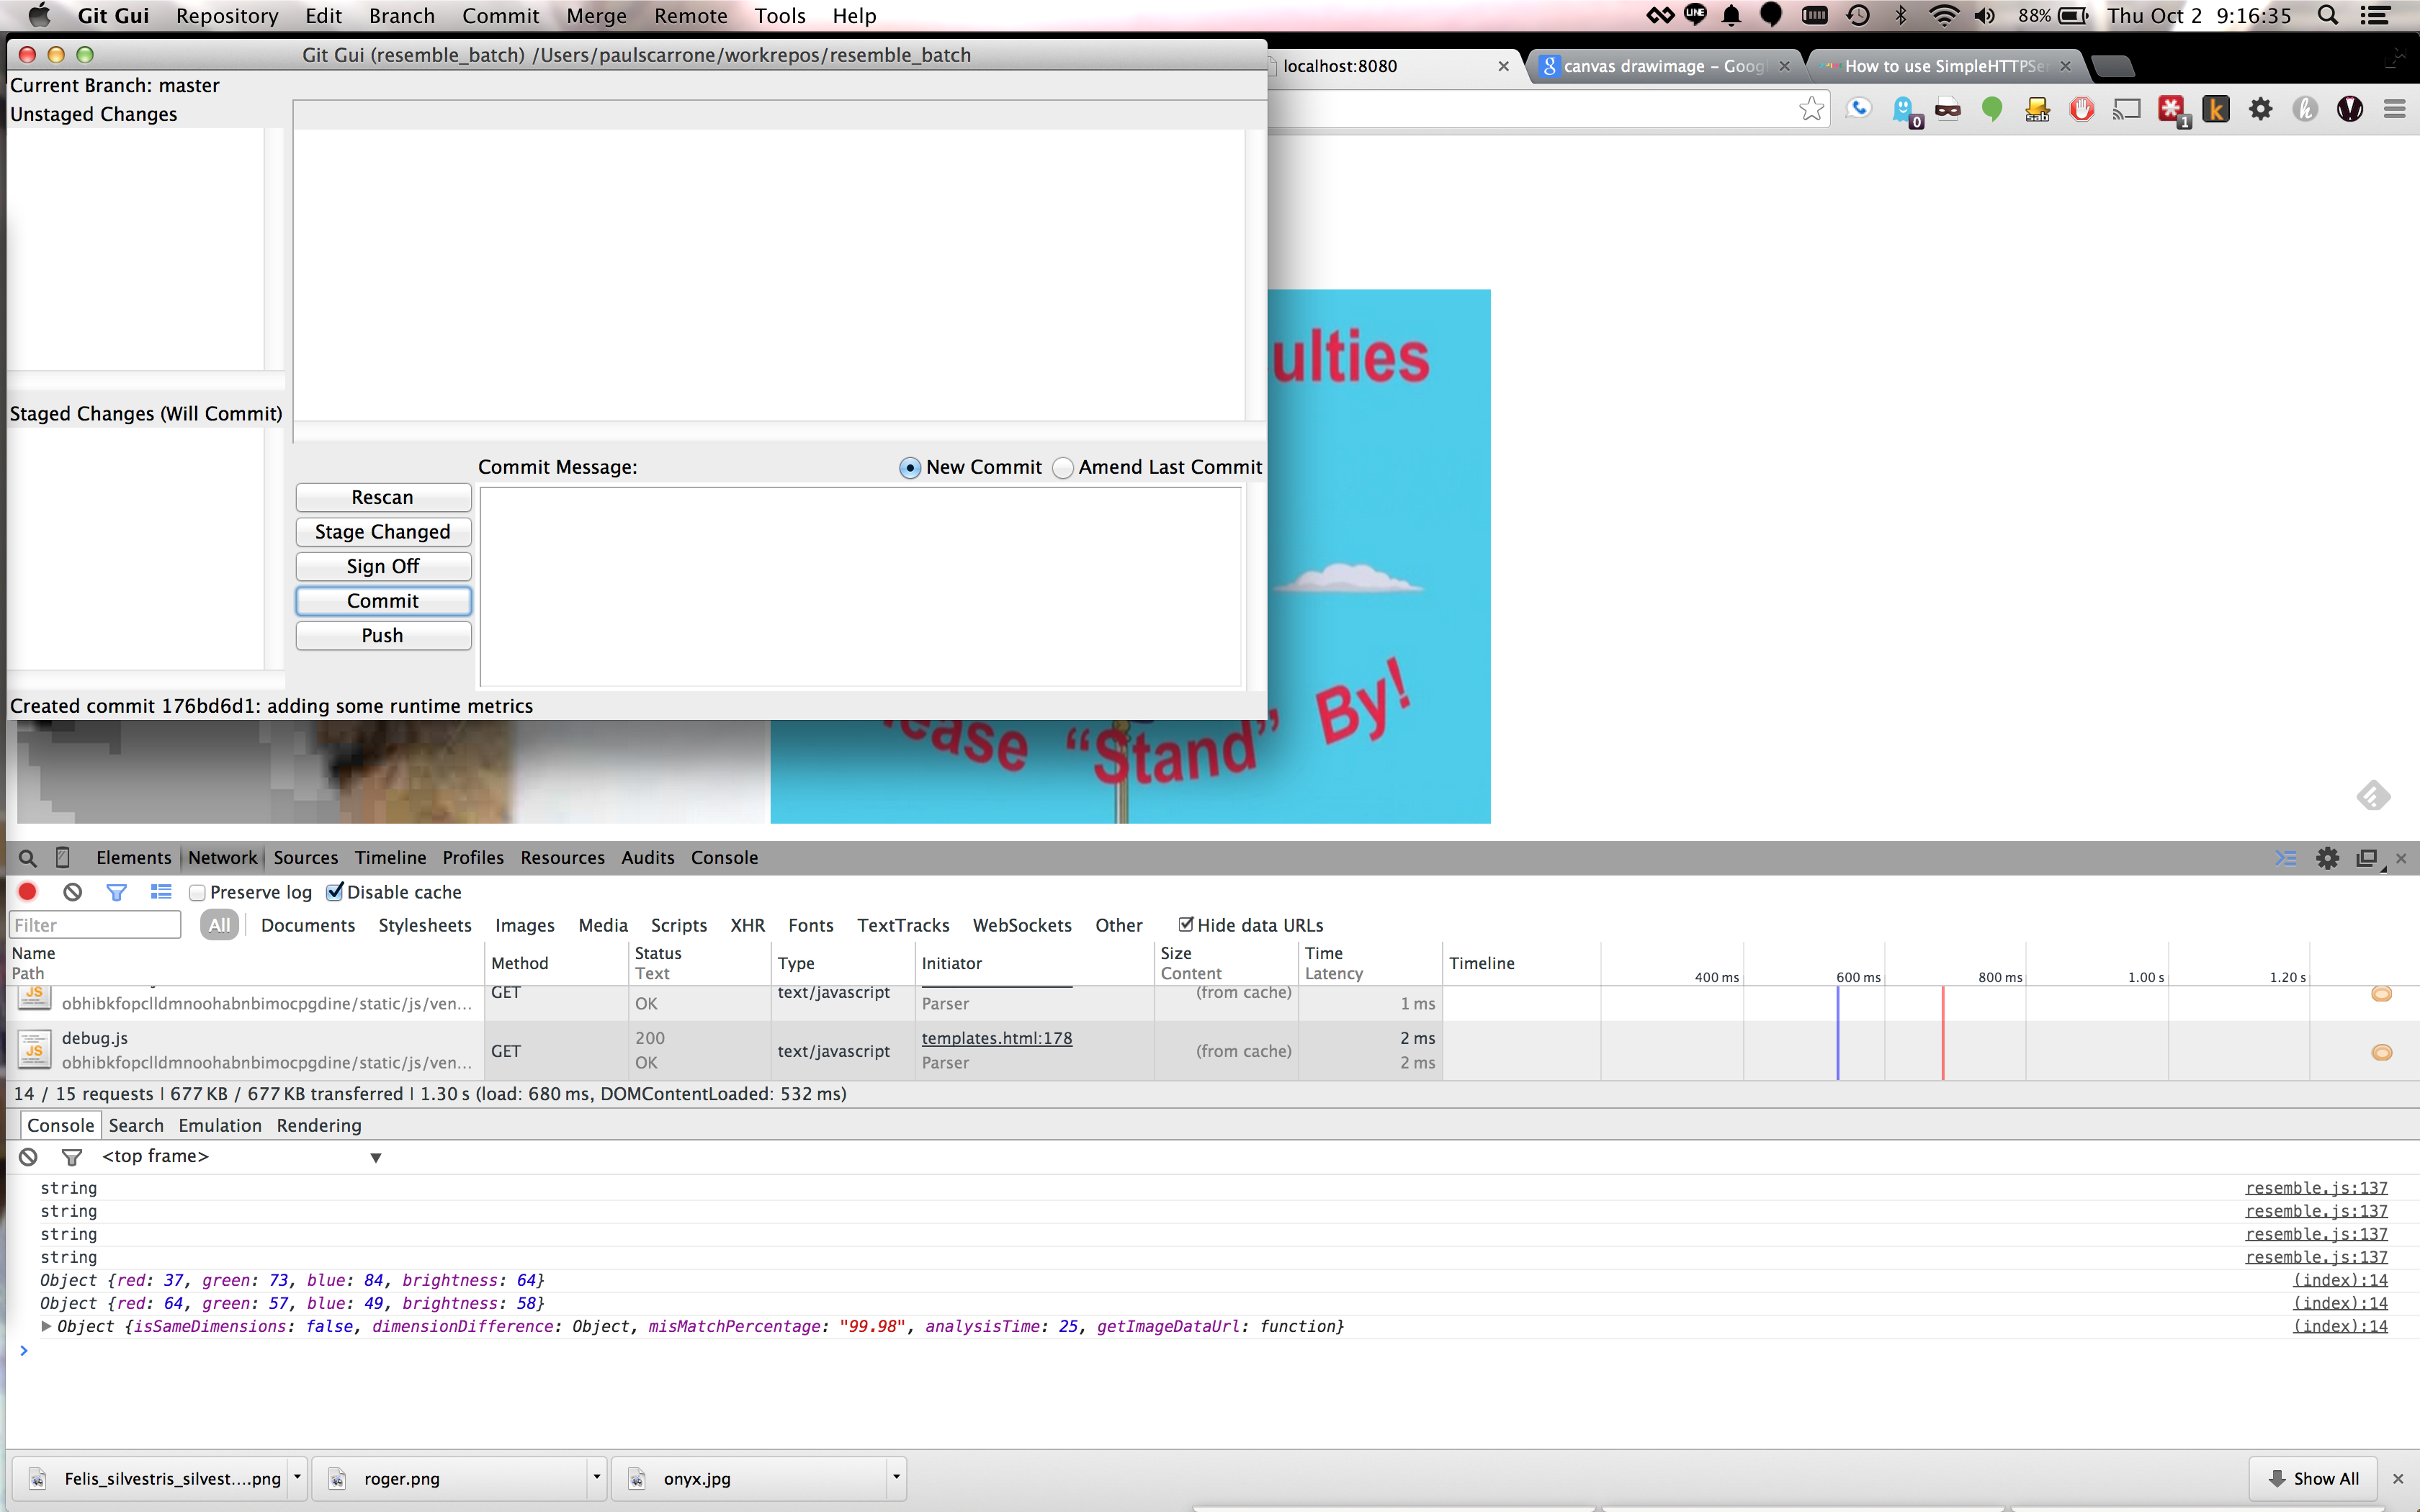 Git Gui Repository Edit Branch Commit Merge Remote Tools Help
LINE 88% Thu Oct 2 9:16:35
Git Gui (resemble_batch) /Users/paulscarrone/workrepos/resemble_batch
localhost:8080
canvas drawimage – Goog
How to use SimpleHTTPSe
Current Branch: master
Unstaged Changes
0
1
k
h
Staged Changes (Will Commit)
Commit Message:
New Commit
Amend Last Commit
Rescan
Stage Changed
Sign Off
Commit
Push
Created commit 176bd6d1: adding some runtime metrics
ulties
ease “Stand” By!
Elements Network Sources Timeline Profiles Resources Audits Console
Preserve log Disable cache
Filter All Documents Stylesheets Images Media Scripts XHR Fonts TextTracks WebSockets Other Hide data URLs
Name Path
Method
Status Text
Type
Initiator
Size Content
Time Latency
Timeline
400 ms 600 ms 800 ms 1.00 s 1.20 s
JS obhibkfopclldmnoohabnbimocpgdine/static/js/ven...
GET OK text/javascript Parser (from cache) 1 ms
JS debug.js
obhibkfopclldmnoohabnbimocpgdine/static/js/ven...
GET
200 OK
text/javascript
templates.html:178
Parser
(from cache)
2 ms
2 ms
14 / 15 requests | 677 KB / 677 KB transferred | 1.30 s (load: 680 ms, DOMContentLoaded: 532 ms)
Console Search Emulation Rendering
<top frame>
string resemble.js:137
string resemble.js:137
string resemble.js:137
string resemble.js:137
Object {red: 37, green: 73, blue: 84, brightness: 64} (index):14
Object {red: 64, green: 57, blue: 49, brightness: 58} (index):14
Object {isSameDimensions: false, dimensionDifference: Object, misMatchPercentage: "99.98", analysisTime: 25, getImageDataUrl: function} (index):14
Felis_silvestris_silvest....png
roger.png
onyx.jpg
Show All